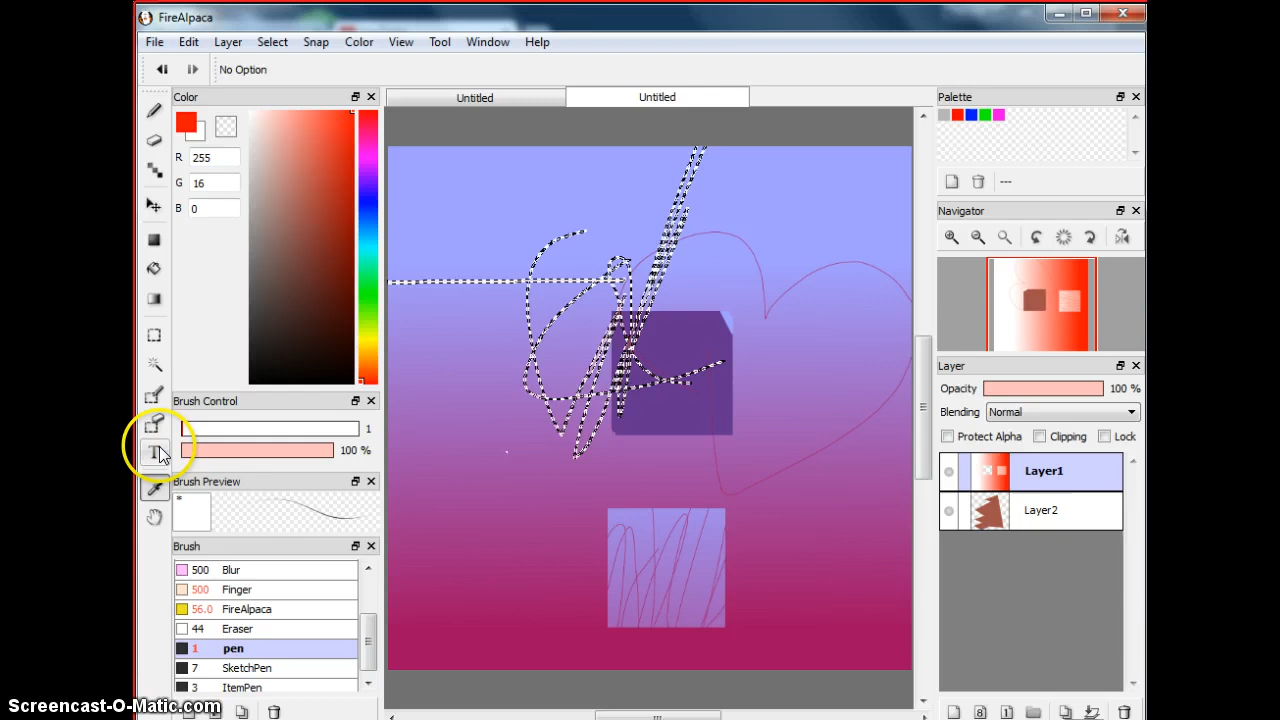 FireAlpaca
File Edit Layer Select Snap Color View Tool Window Help
No Option
Color
R 255
G 16
B 0
Brush Control
1
100 %
Brush Preview
*
Brush
500 Blur
500 Finger
56.0 FireAlpaca
44 Eraser
1 pen
7 SketchPen
3 ItemPen
Untitled Untitled
T
Palette
---
Navigator
Layer
Opacity 100 %
Blending Normal
Protect Alpha Clipping Lock
Layer1
Layer2
8 1
Screencast-O-Matic.com